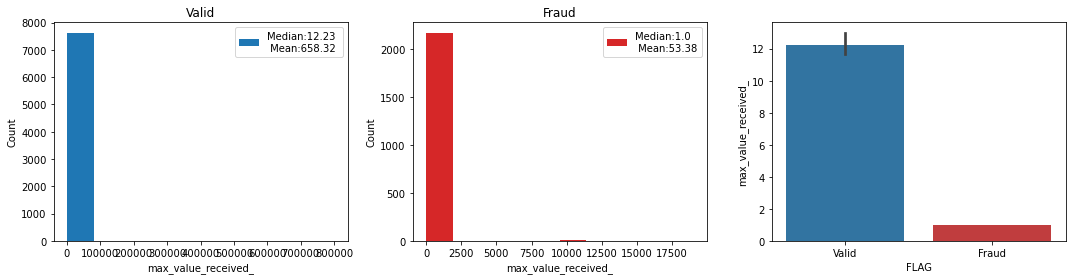 Valid
Median:12.23
Mean:658.32
Count
8000
7000
6000
5000
4000
3000
2000
1000
0
0 100000 200000 300000 400000 500000 600000 700000 800000
max_value_received_
Fraud
Median:1.0
Mean:53.38
Count
2000
1500
1000
500
0
0 2500 5000 7500 10000 12500 15000 17500
max_value_received_
max_value_received_
12
10
8
6
4
2
0
Valid Fraud
FLAG